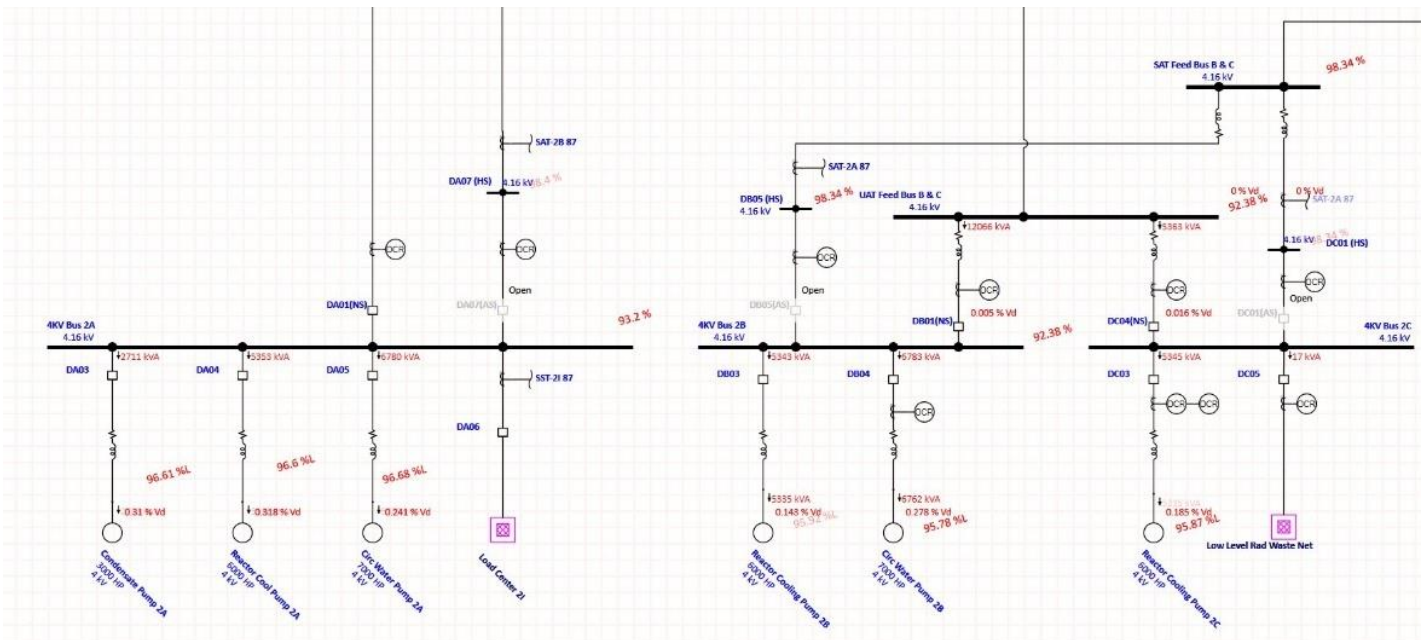 SAT Feed Bus B & C
4.16 kV
98.34 %
SAT-2B 87
DA07 (HS)
4.16 kV
98.4 %
SAT-2A 87
DB05 (HS)
4.16 kV
98.34 %
UAT Feed Bus B & C
4.16 kV
0 % Vd
0 % Vd
92.38 %
SAT-2A 87
12066 kVA
5363 kVA
4.16 kV
98.34 %
DC01 (HS)
OCR
OCR
OCR
OCR
OCR
OCR
Open
Open
Open
DA01(NS)
DA07(AS)
DB05(AS)
DB01(NS)
0.005 % Vd
DC04(NS)
0.016 % Vd
DC01(AS)
4KV Bus 2A
4.16 kV
93.2 %
4KV Bus 2B
4.16 kV
92.38 %
4KV Bus 2C
4.16 kV
2711 kVA
5353 kVA
6780 kVA
5343 kVA
6783 kVA
5345 kVA
17 kVA
DA03
DA04
DA05
SST-2I 87
DB03
DB04
DC03
DC05
OCR
OCR
OCR
OCR
DA06
96.61 %L
96.6 %L
96.68 %L
5335 kVA
6762 kVA
0.31 % Vd
0.318 % Vd
0.241 % Vd
0.143 % Vd
0.278 % Vd
0.185 % Vd
95.92 %L
95.78 %L
95.87 %L
Condensate Pump 2A
3000 HP
4 kV
Reactor Cool Pump 2A
6000 HP
4 kV
Circ Water Pump 2A
7000 HP
4 kV
Load Center 2I
Reactor Cooling Pump 2B
6000 HP
4 kV
Circ Water Pump 2B
7000 HP
4 kV
Reactor Cooling Pump 2C
6000 HP
4 kV
Low Level Rad Waste Net